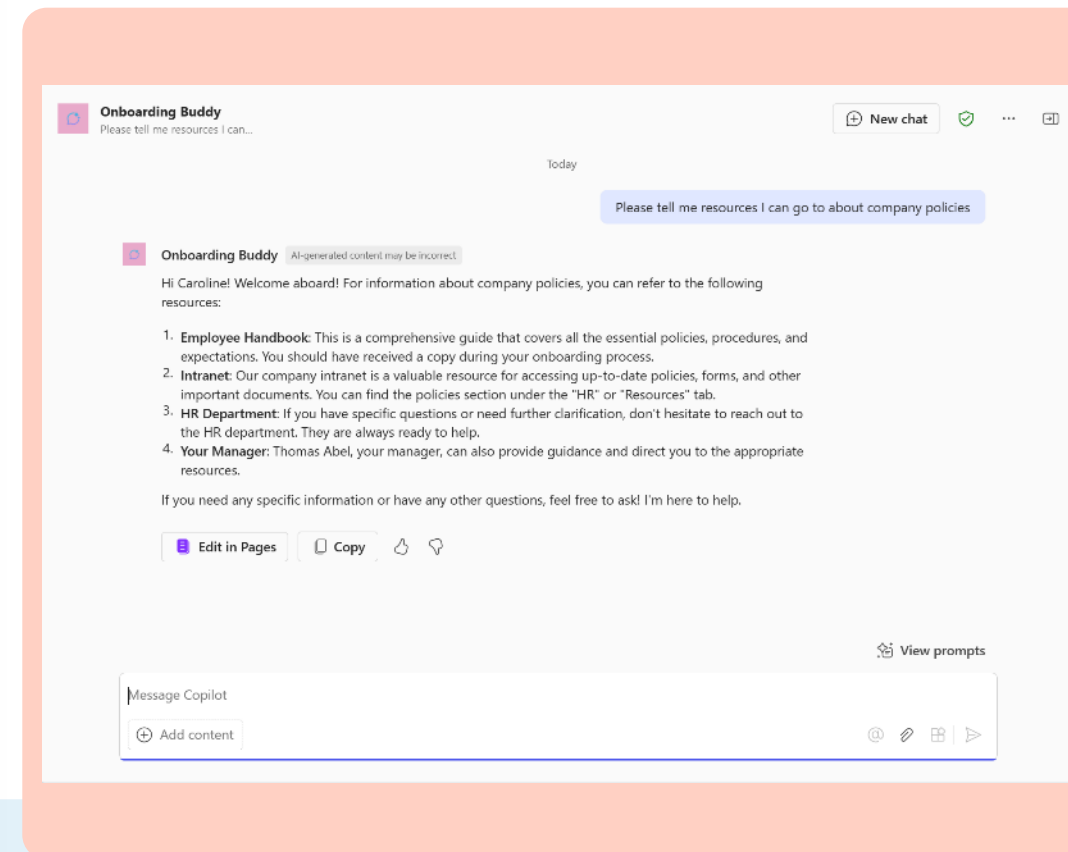 Onboarding Buddy
Please tell me resources I can...
New chat
Today
Please tell me resources I can go to about company policies
Onboarding Buddy AI-generated content may be incorrect
Hi Caroline! Welcome aboard! For information about company policies, you can refer to the following
resources:
1. Employee Handbook: This is a comprehensive guide that covers all the essential policies, procedures, and
expectations. You should have received a copy during your onboarding process.
2. Intranet: Our company intranet is a valuable resource for accessing up-to-date policies, forms, and other
important documents. You can find the policies section under the "HR" or "Resources" tab.
3. HR Department: If you have specific questions or need further clarification, don't hesitate to reach out to
the HR department. They are always ready to help.
4. Your Manager: Thomas Abel, your manager, can also provide guidance and direct you to the appropriate
resources.
If you need any specific information or have any other questions, feel free to ask! I'm here to help.
Edit in Pages Copy
View prompts
Message Copilot
Add content